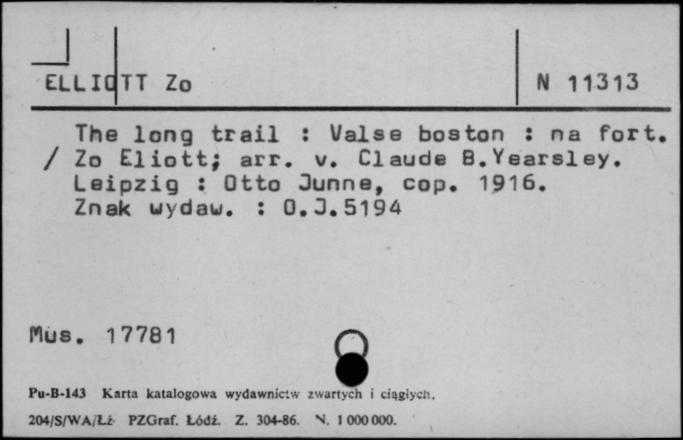 ELLIOTT Zo N 11313
The long trail : Valse boston : na fort.
/ Zo Eliott; arr. v. Claude B.Yearsley.
Leipzig : Otto Junne, cop. 1916.
Znak wydaw. : O.J.5194
Mus. 17781
Pu-B-143 Karta katalogowa wydawnictw zwartych i ciągłych.
204/S/WA/Łż PZGraf. Łódź. Z. 304-86. N. 1 000 000.